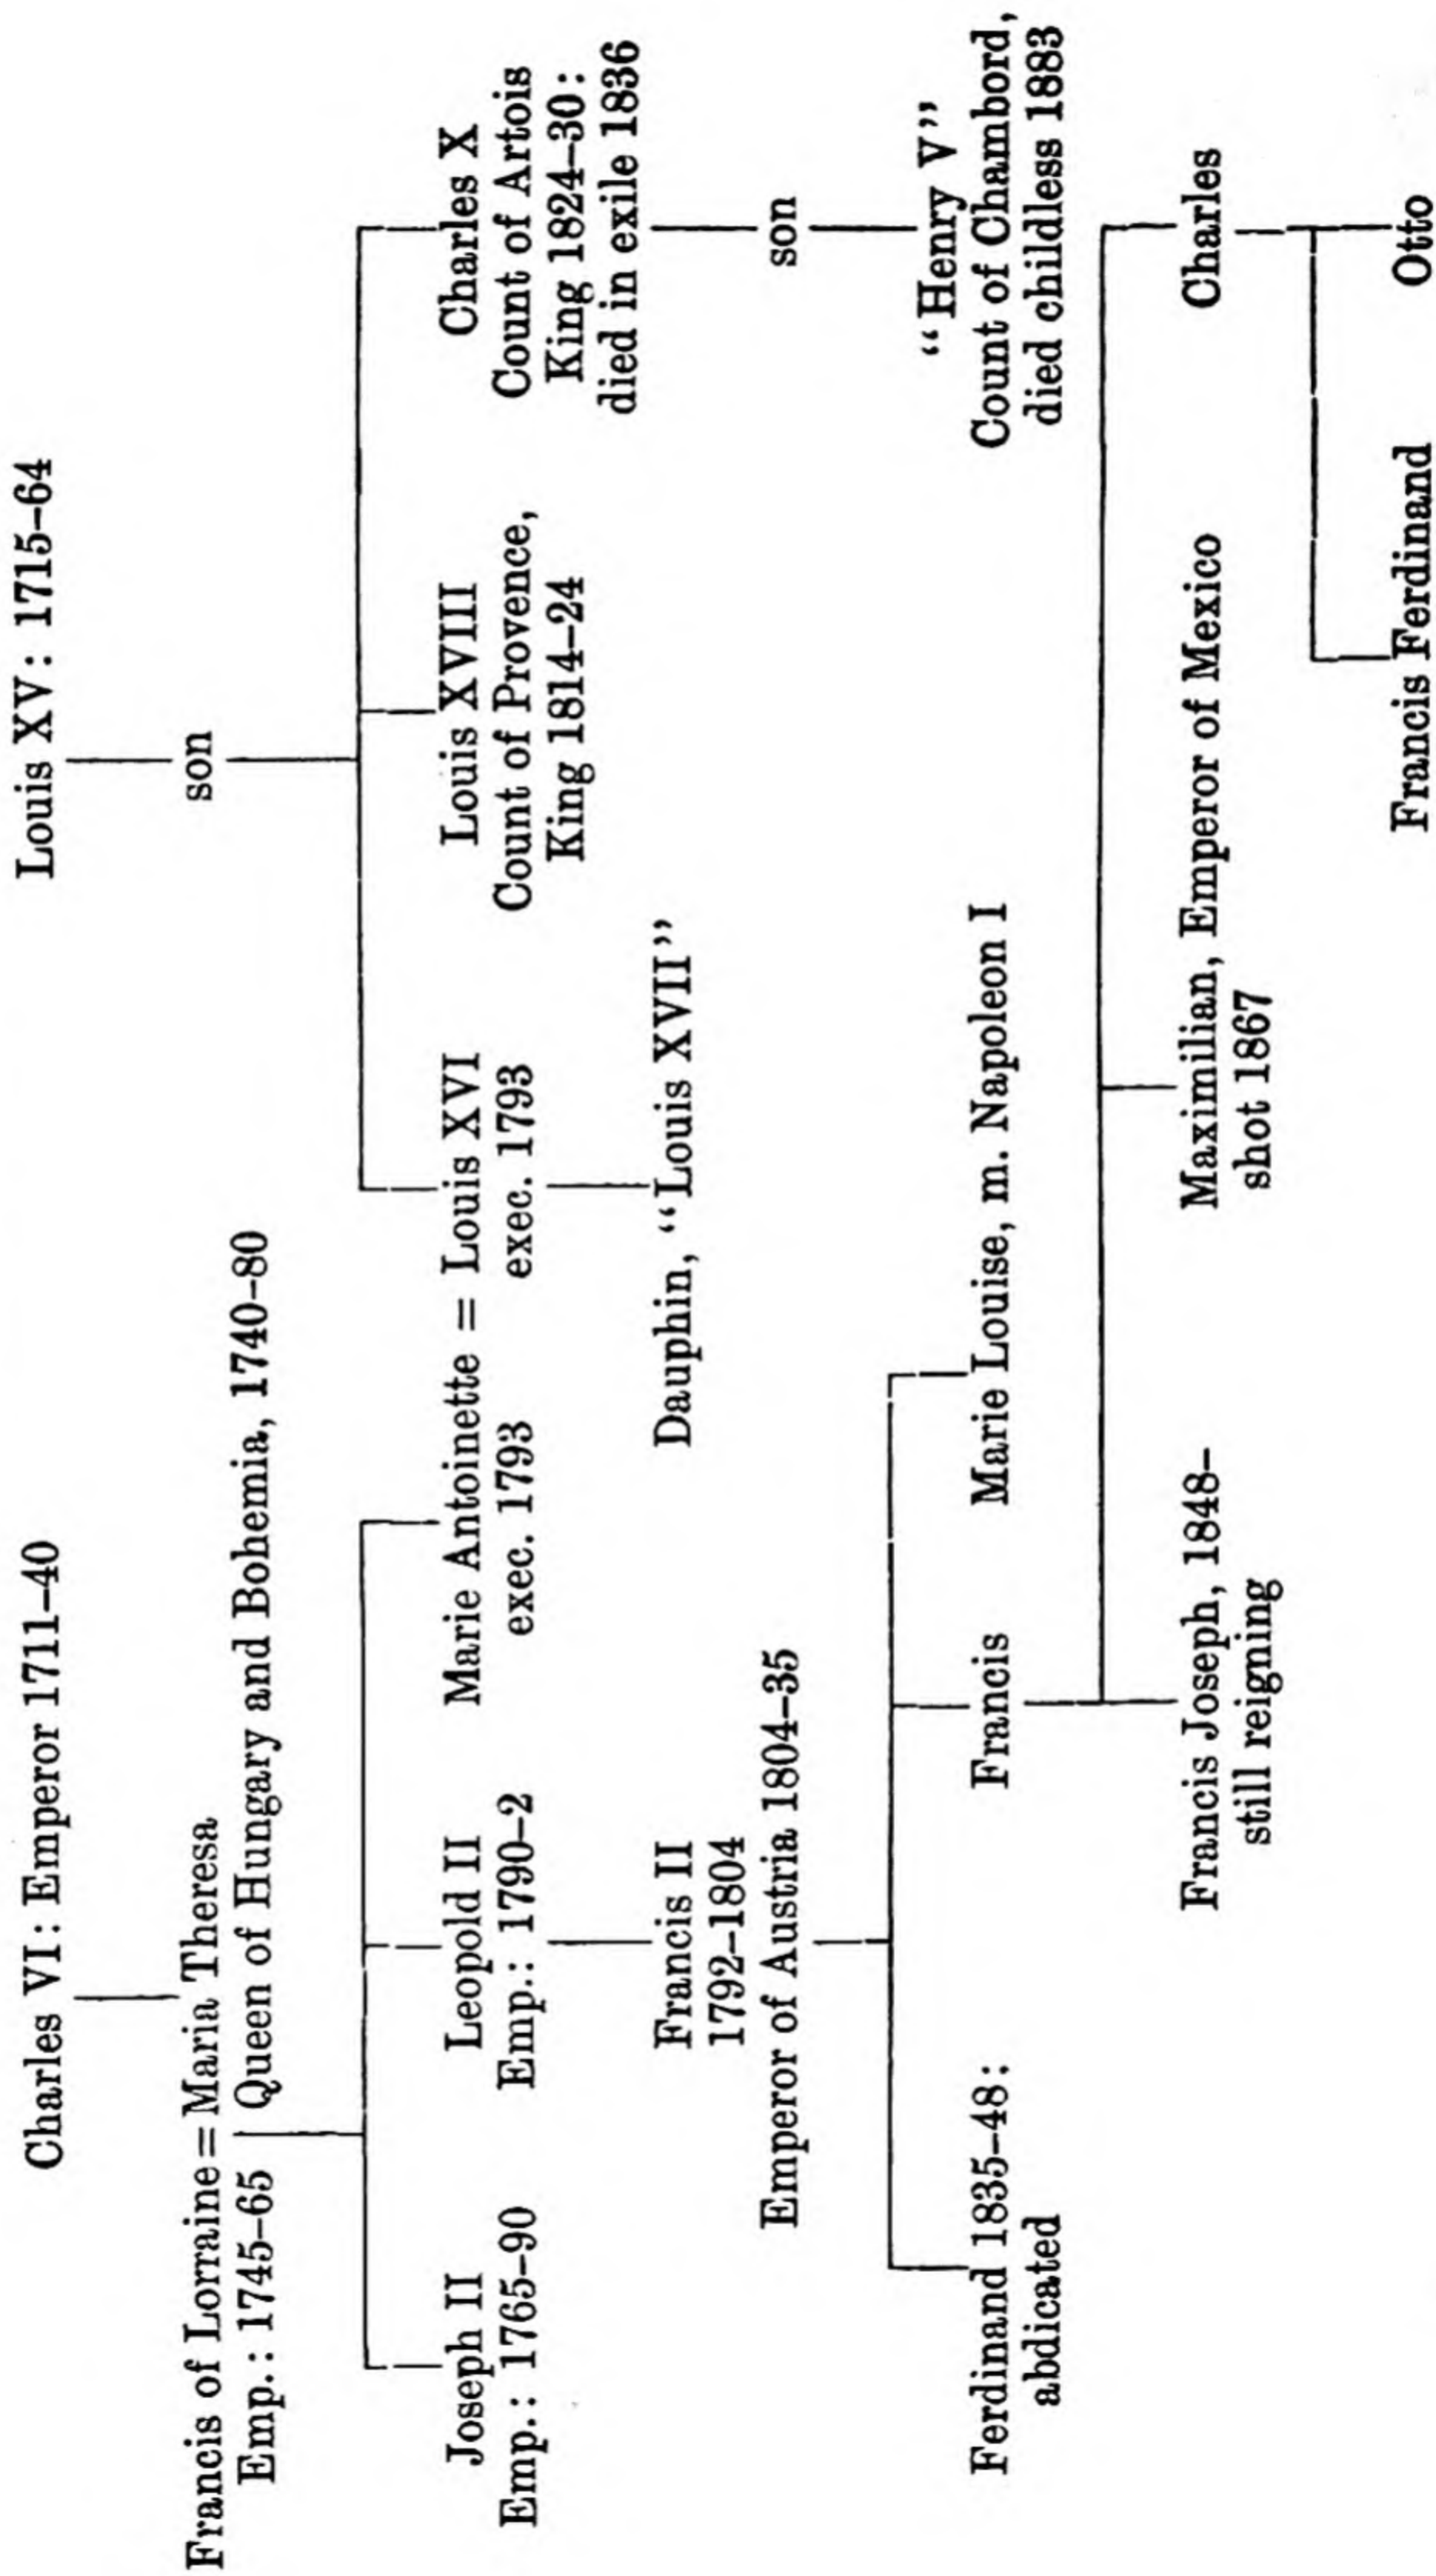 Charles VI: Emperor 1711–40
Louis XV: 1715–64
Francis of Lorraine = Maria Theresa
Emp.: 1745–65 Queen of Hungary and Bohemia, 1740–80
son
Joseph II
Emp.: 1765–90
Leopold II
Emp.: 1790–2
Marie Antoinette = Louis XVI
exec. 1793 exec. 1793
Louis XVIII
Count of Provence,
King 1814–24
Charles X
Count of Artois
King 1824–30:
died in exile 1836
Francis II
1792–1804
Emperor of Austria 1804–35
Dauphin, “Louis XVII”
son
Ferdinand 1835–48:
abdicated
Francis
Marie Louise, m. Napoleon I
“Henry V”
Count of Chambord,
died childless 1883
Francis Joseph, 1848–
still reigning
Maximilian, Emperor of Mexico
shot 1867
Charles
Francis Ferdinand
Otto